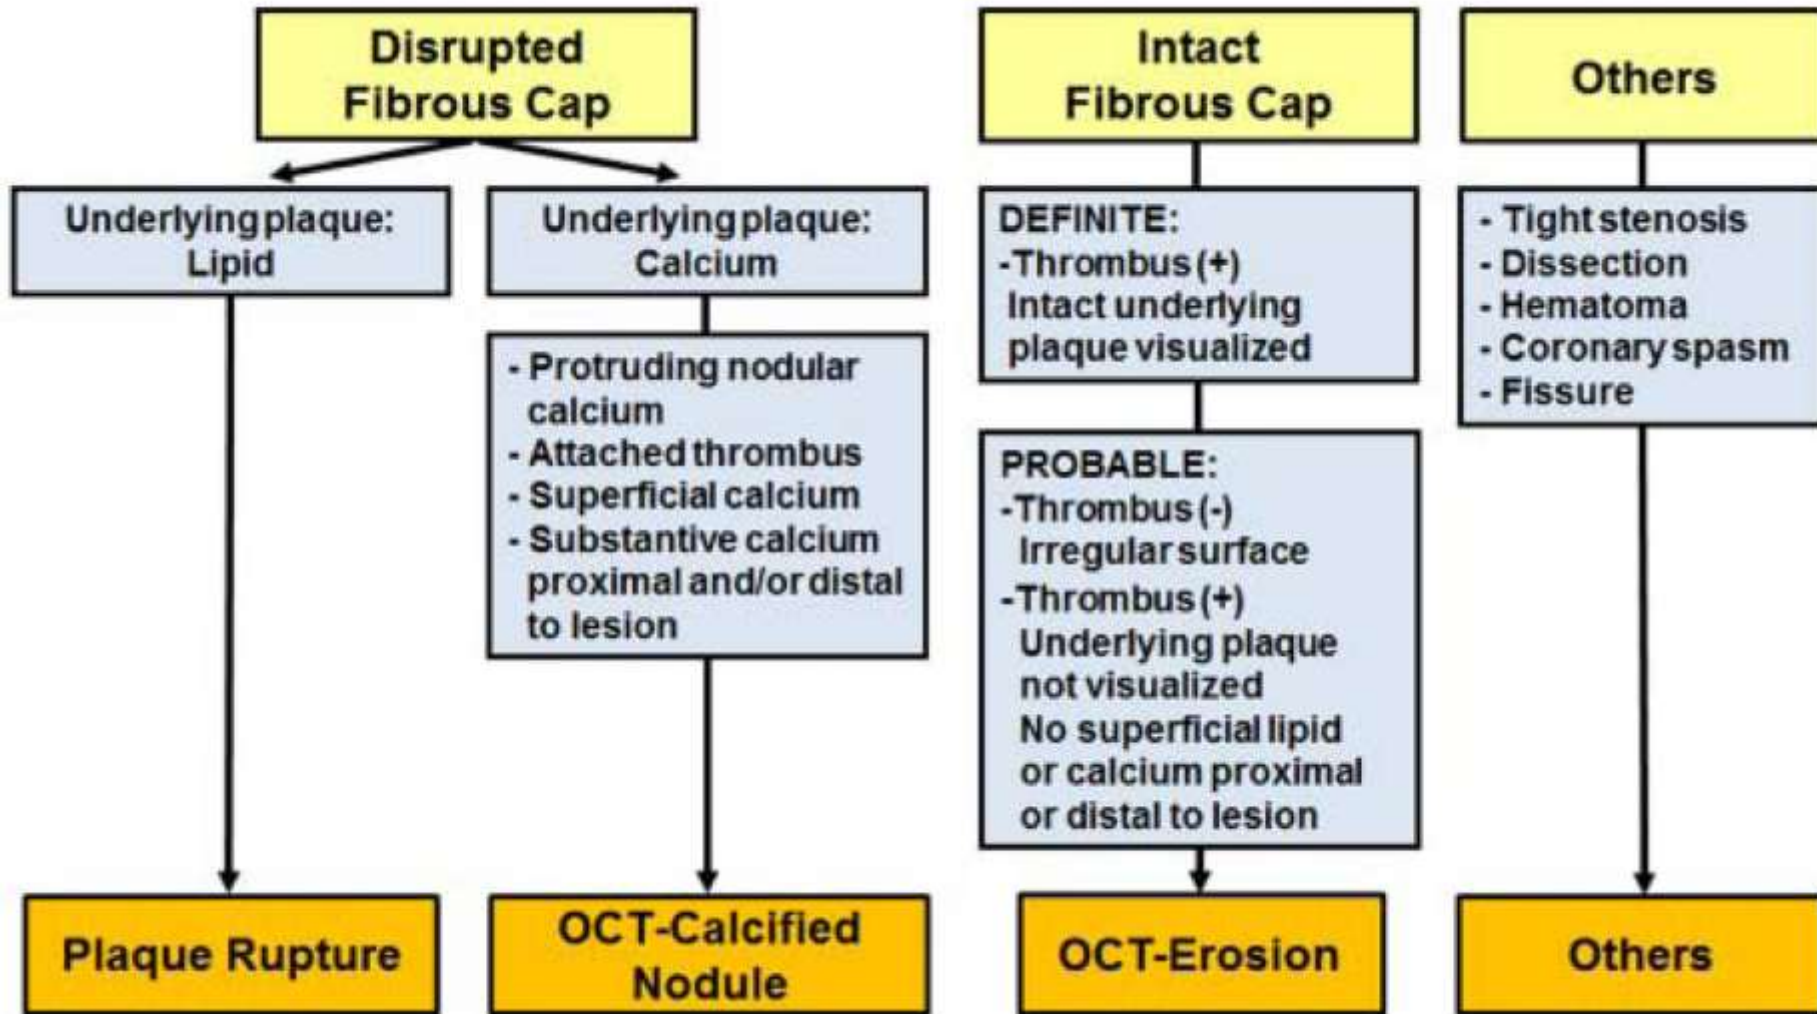 Disrupted
Fibrous Cap
Intact
Fibrous Cap
Others
Underlying plaque:
Lipid
Underlying plaque:
Calcium
- Protruding nodular
calcium
- Attached thrombus
- Superficial calcium
- Substantive calcium
proximal and/or distal
to lesion
DEFINITE:
-Thrombus (+)
Intact underlying
plaque visualized
PROBABLE:
-Thrombus (-)
Irregular surface
-Thrombus (+)
Underlying plaque
not visualized
No superficial lipid
or calcium proximal
or distal to lesion
- Tight stenosis
- Dissection
- Hematoma
- Coronary spasm
- Fissure
Plaque Rupture
OCT-Calcified
Nodule
OCT-Erosion
Others